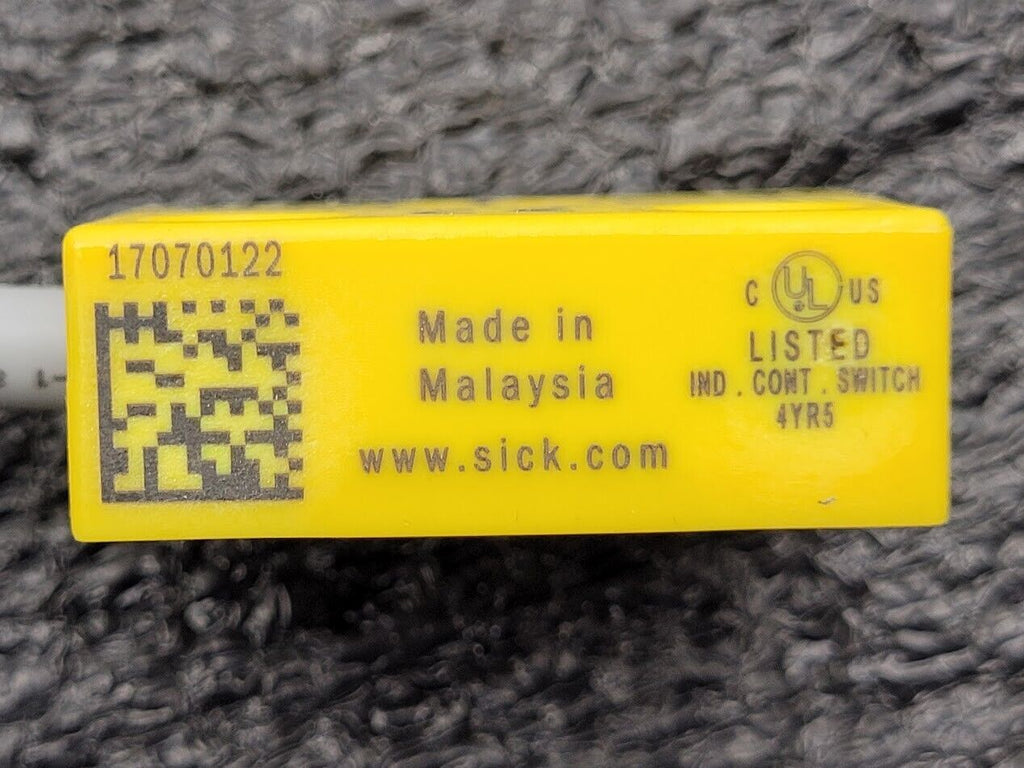 17070122
Made in
Malaysia
www.sick.com
C UL US
LISTED
IND. CONT. SWITCH
4YR5